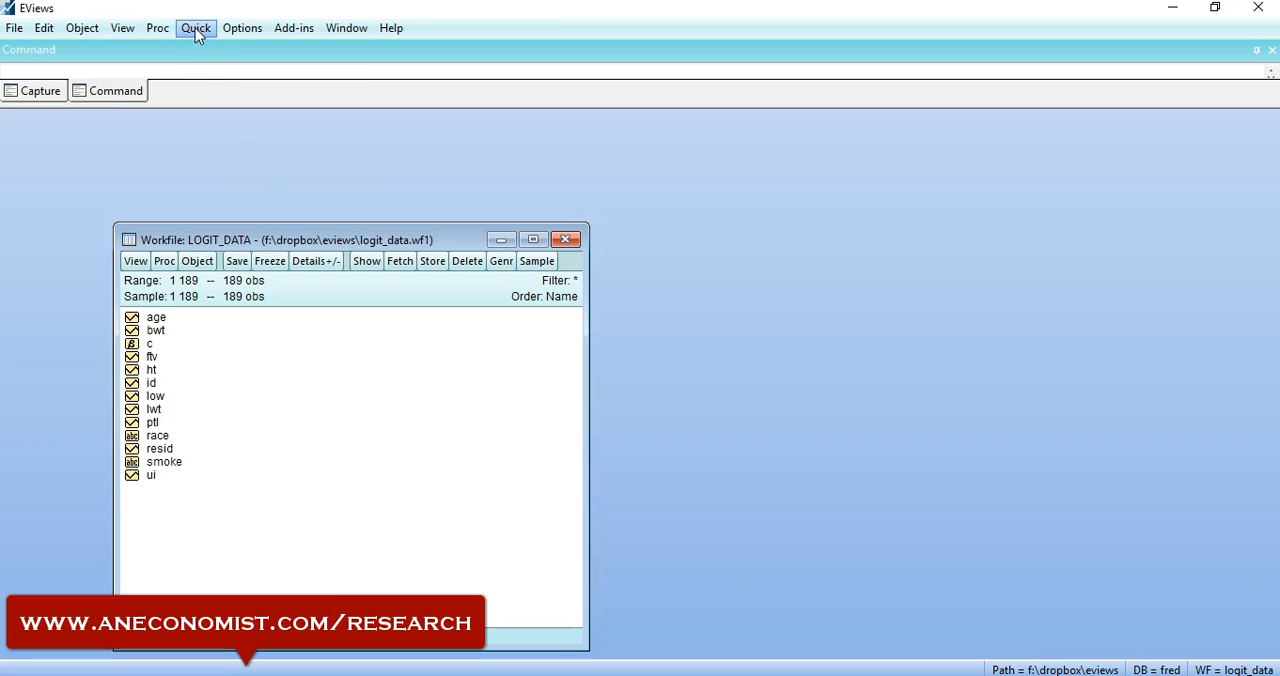 EViews
File Edit Object View Proc Quick Options Add-ins Window Help
Command
Capture Command
Workfile: LOGIT_DATA - (f:\dropbox\eviews\logit_data.wf1)
View Proc Object Save Freeze Details+/- Show Fetch Store Delete Genr Sample
Range: 1 189 -- 189 obs Filter: *
Sample: 1 189 -- 189 obs Order: Name
age
bwt
β c
ftv
ht
id
low
lwt
ptl
abc race
resid
abc smoke
ui
WWW.ANECONOMIST.COM/RESEARCH
Path = f:\dropbox\eviews DB = fred WF = logit_data